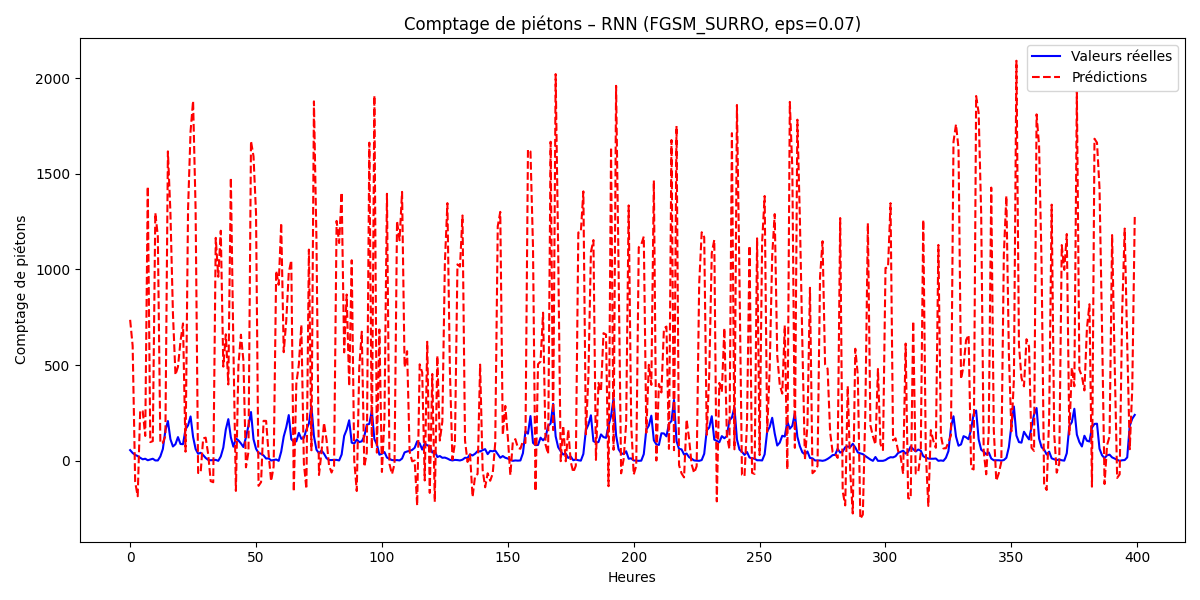 Comptage de piétons – RNN (FGSM_SURRO, eps=0.07)
Valeurs réelles
Prédictions
Comptage de piétons
2000
1500
1000
500
0
0 50 100 150 200 250 300 350 400
Heures